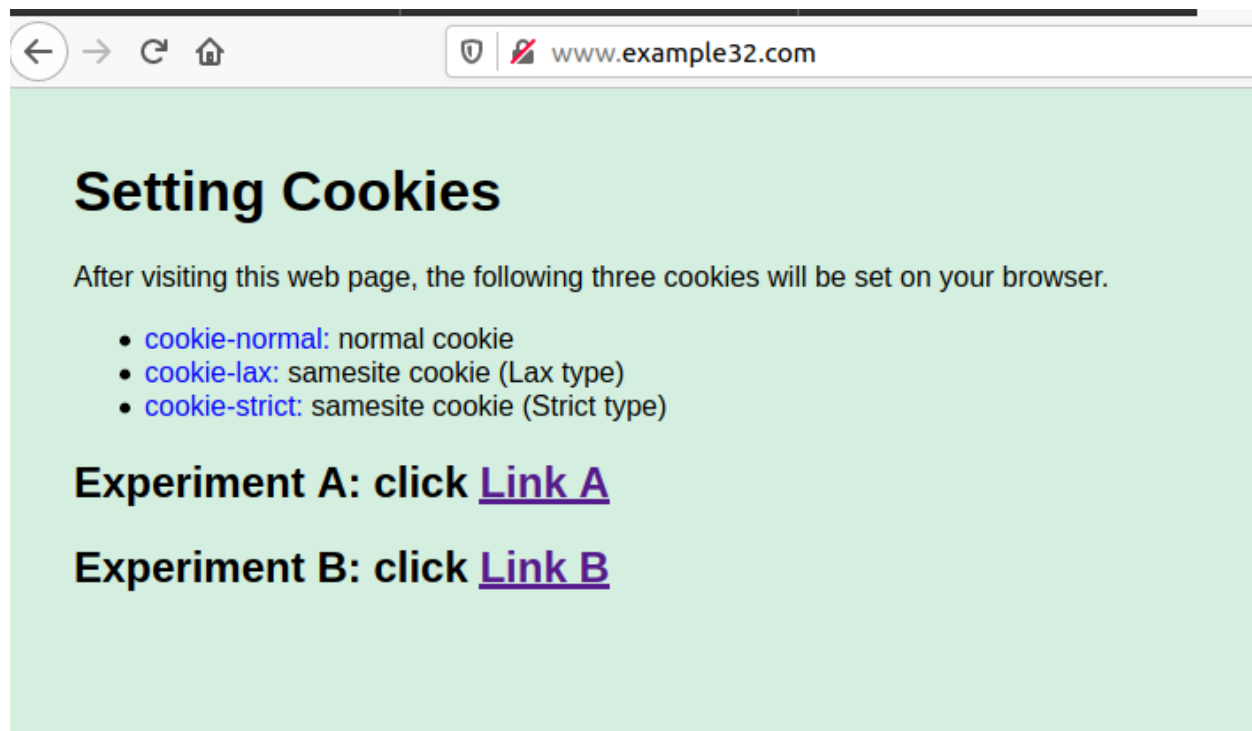 www.example32.com
Setting Cookies
After visiting this web page, the following three cookies will be set on your browser.
cookie-normal: normal cookie
cookie-lax: samesite cookie (Lax type)
cookie-strict: samesite cookie (Strict type)
Experiment A: click Link A
Experiment B: click Link B